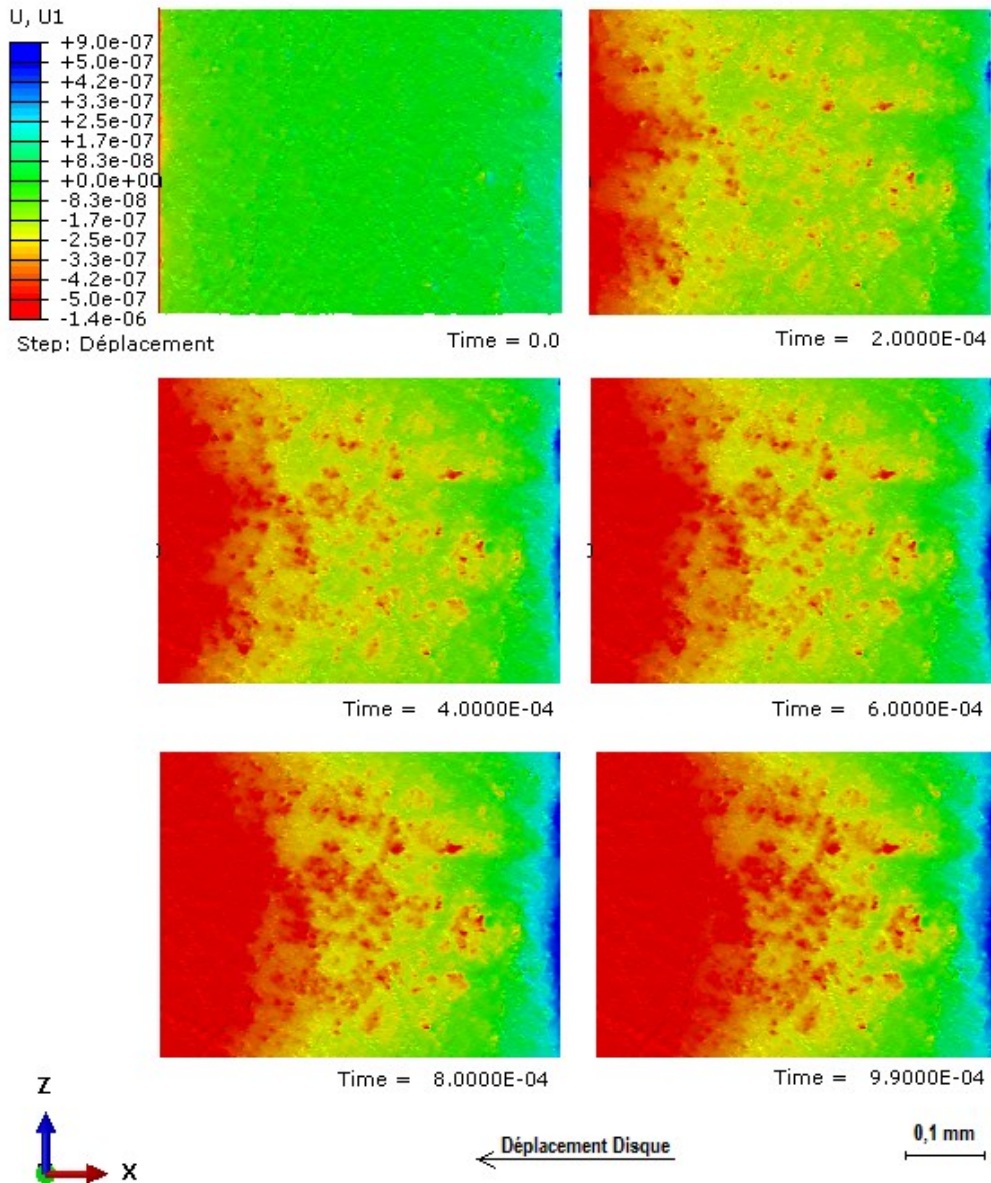 U, U1
+9.0e-07
+5.0e-07
+4.2e-07
+3.3e-07
+2.5e-07
+1.7e-07
+8.3e-08
+0.0e+00
-8.3e-08
-1.7e-07
-2.5e-07
-3.3e-07
-4.2e-07
-5.0e-07
-1.4e-06
Step: Déplacement
Time = 0.0
Time = 2.0000E-04
Time = 4.0000E-04
Time = 6.0000E-04
Time = 8.0000E-04
Time = 9.9000E-04
Z
X
Déplacement Disque
0,1 mm